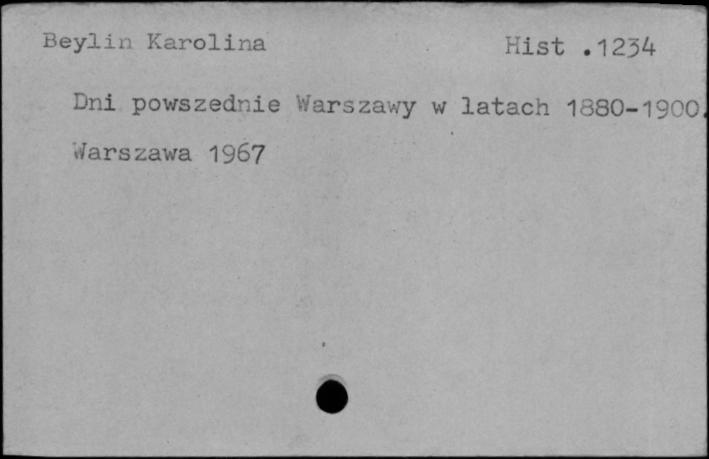 Beylin Karolina Hist .1234
Dni powszednie Warszawy w latach 1880-1900.
Warszawa 1967